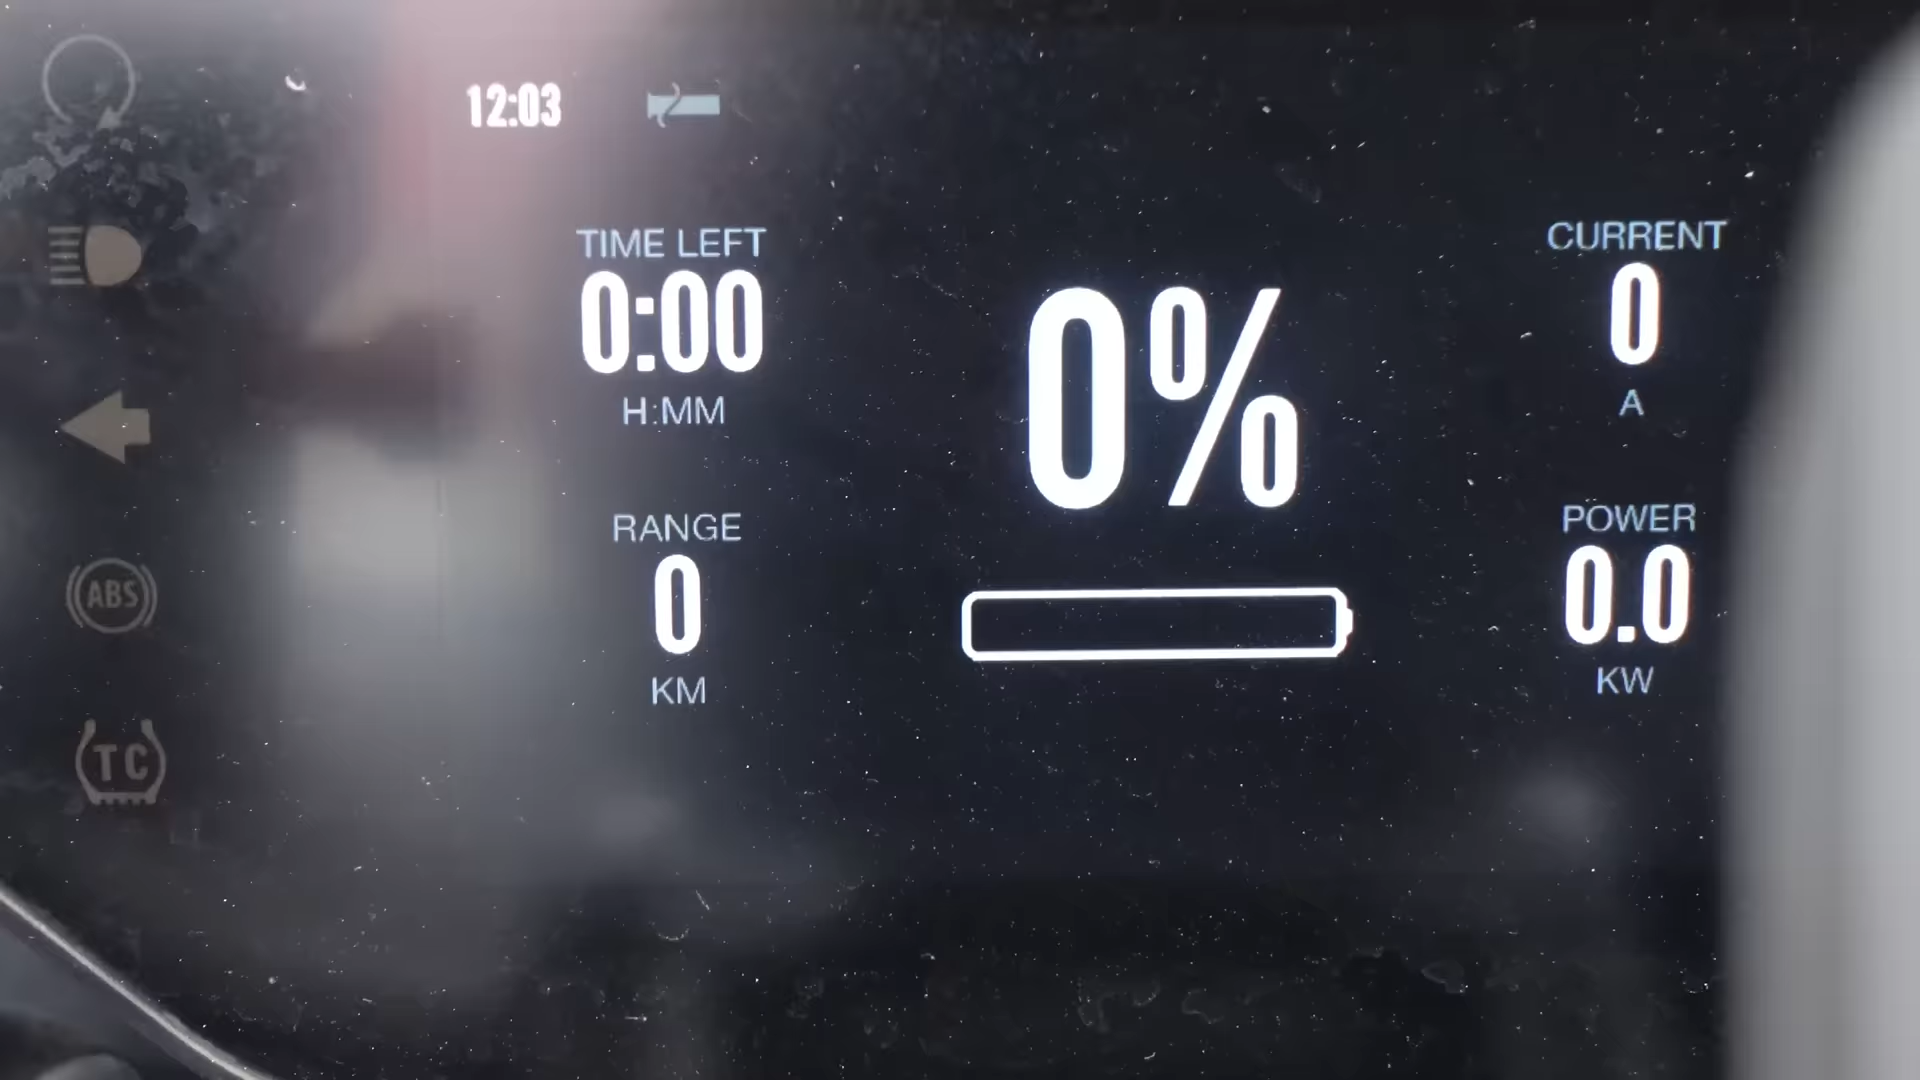 12:03
TIME LEFT
0:00
H:MM
RANGE
0
KM
0%
CURRENT
0
A
POWER
0.0
KW
ABS
TC